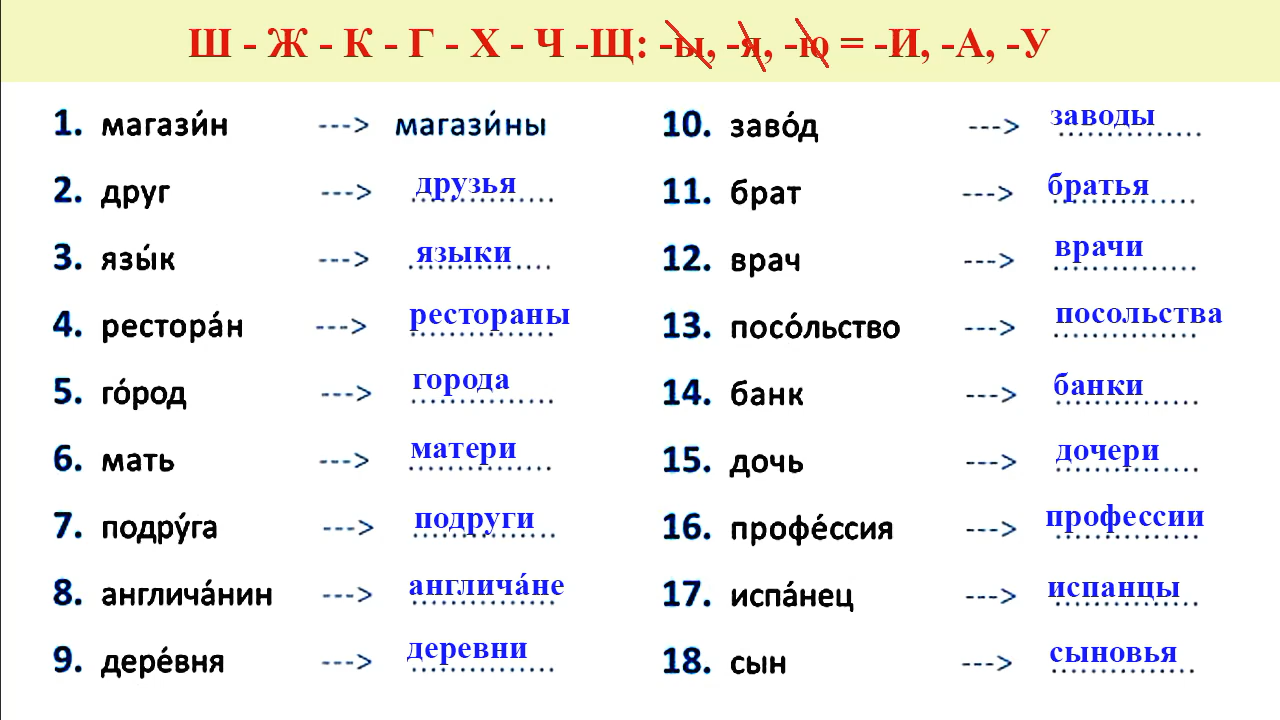 Ш - Ж - К - Г - Х - Ч -Щ: -ы, -я, -ю = -И, -А, -У
1. магази́н ---> магази́ны
2. друг ---> друзья
3. язы́к ---> языки
4. рестора́н ---> рестораны
5. го́род ---> города
6. мать ---> матери
7. подру́га ---> подруги
8. англича́нин ---> англича́не
9. дере́вня ---> деревни
10. заво́д ---> заводы
11. брат ---> братья
12. врач ---> врачи
13. посо́льство ---> посольства
14. банк ---> банки
15. дочь ---> дочери
16. профе́ссия ---> профессии
17. испа́нец ---> испанцы
18. сын ---> сыновья